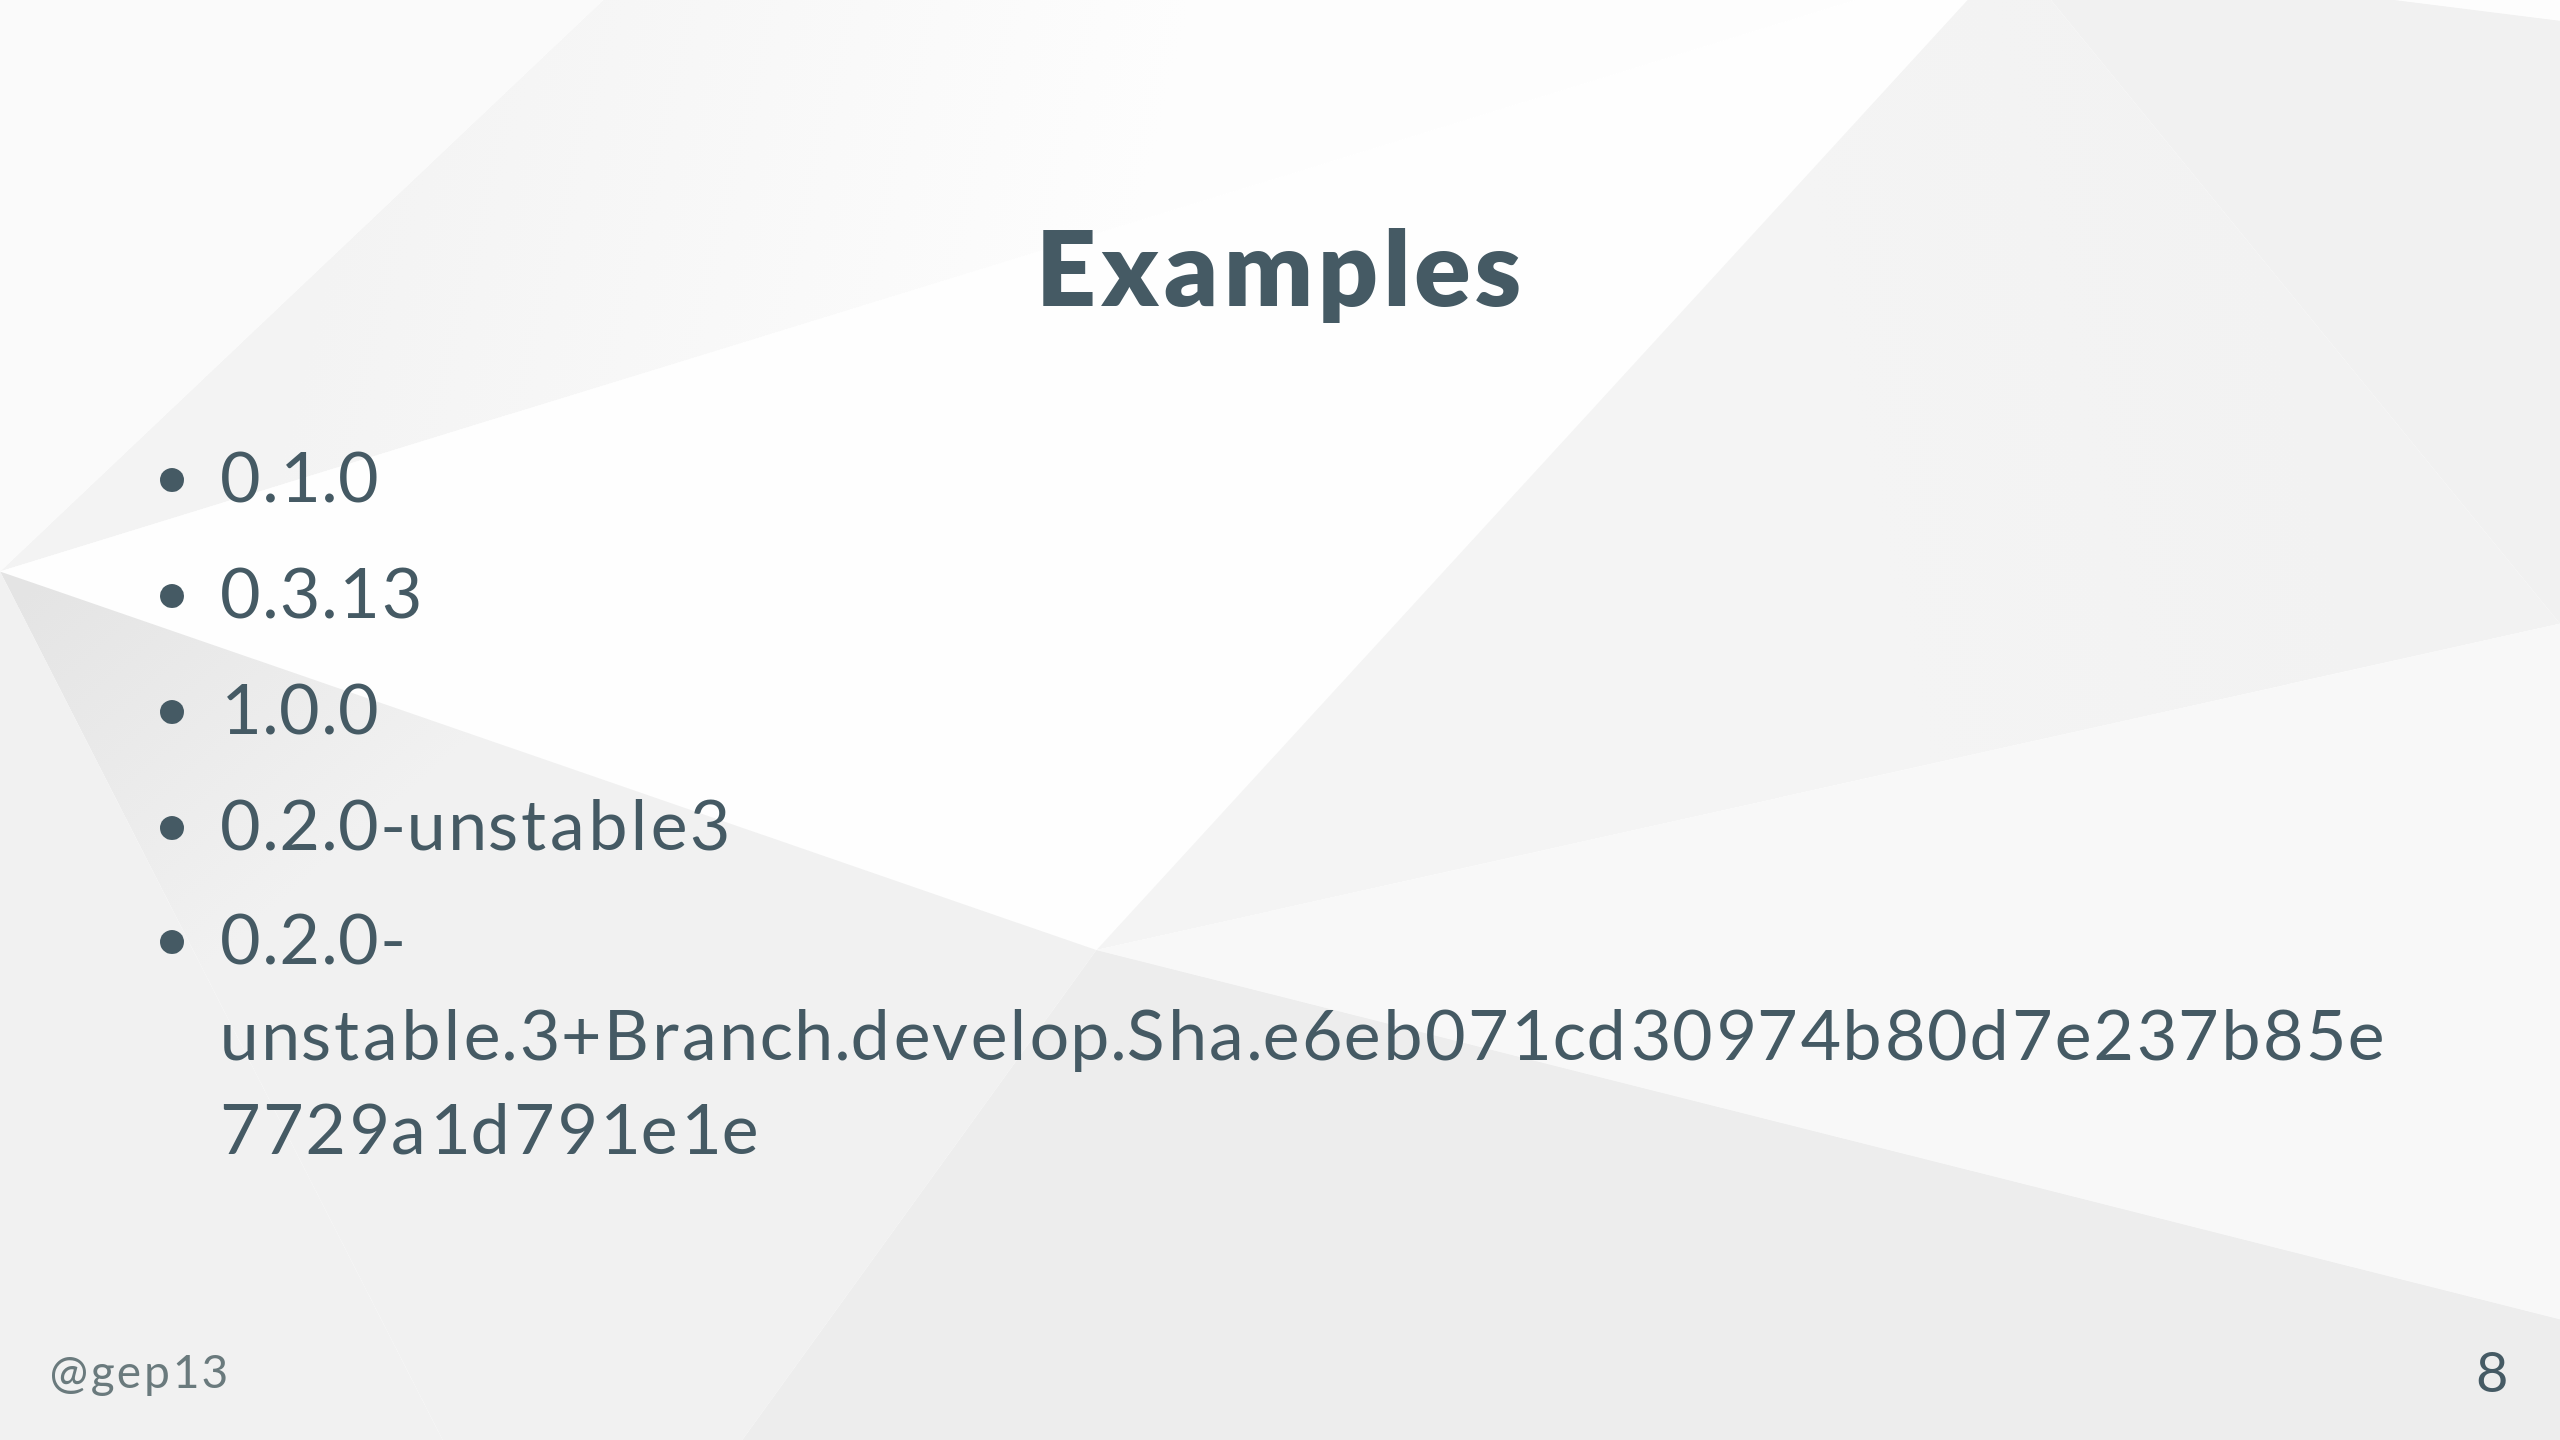 Examples
• 0.1.0
• 0.3.13
• 1.0.0
• 0.2.0-unstable3
• 0.2.0-
unstable.3+Branch.develop.Sha.e6eb071cd30974b80d7e237b85e
7729a1d791e1e
@gep13
8